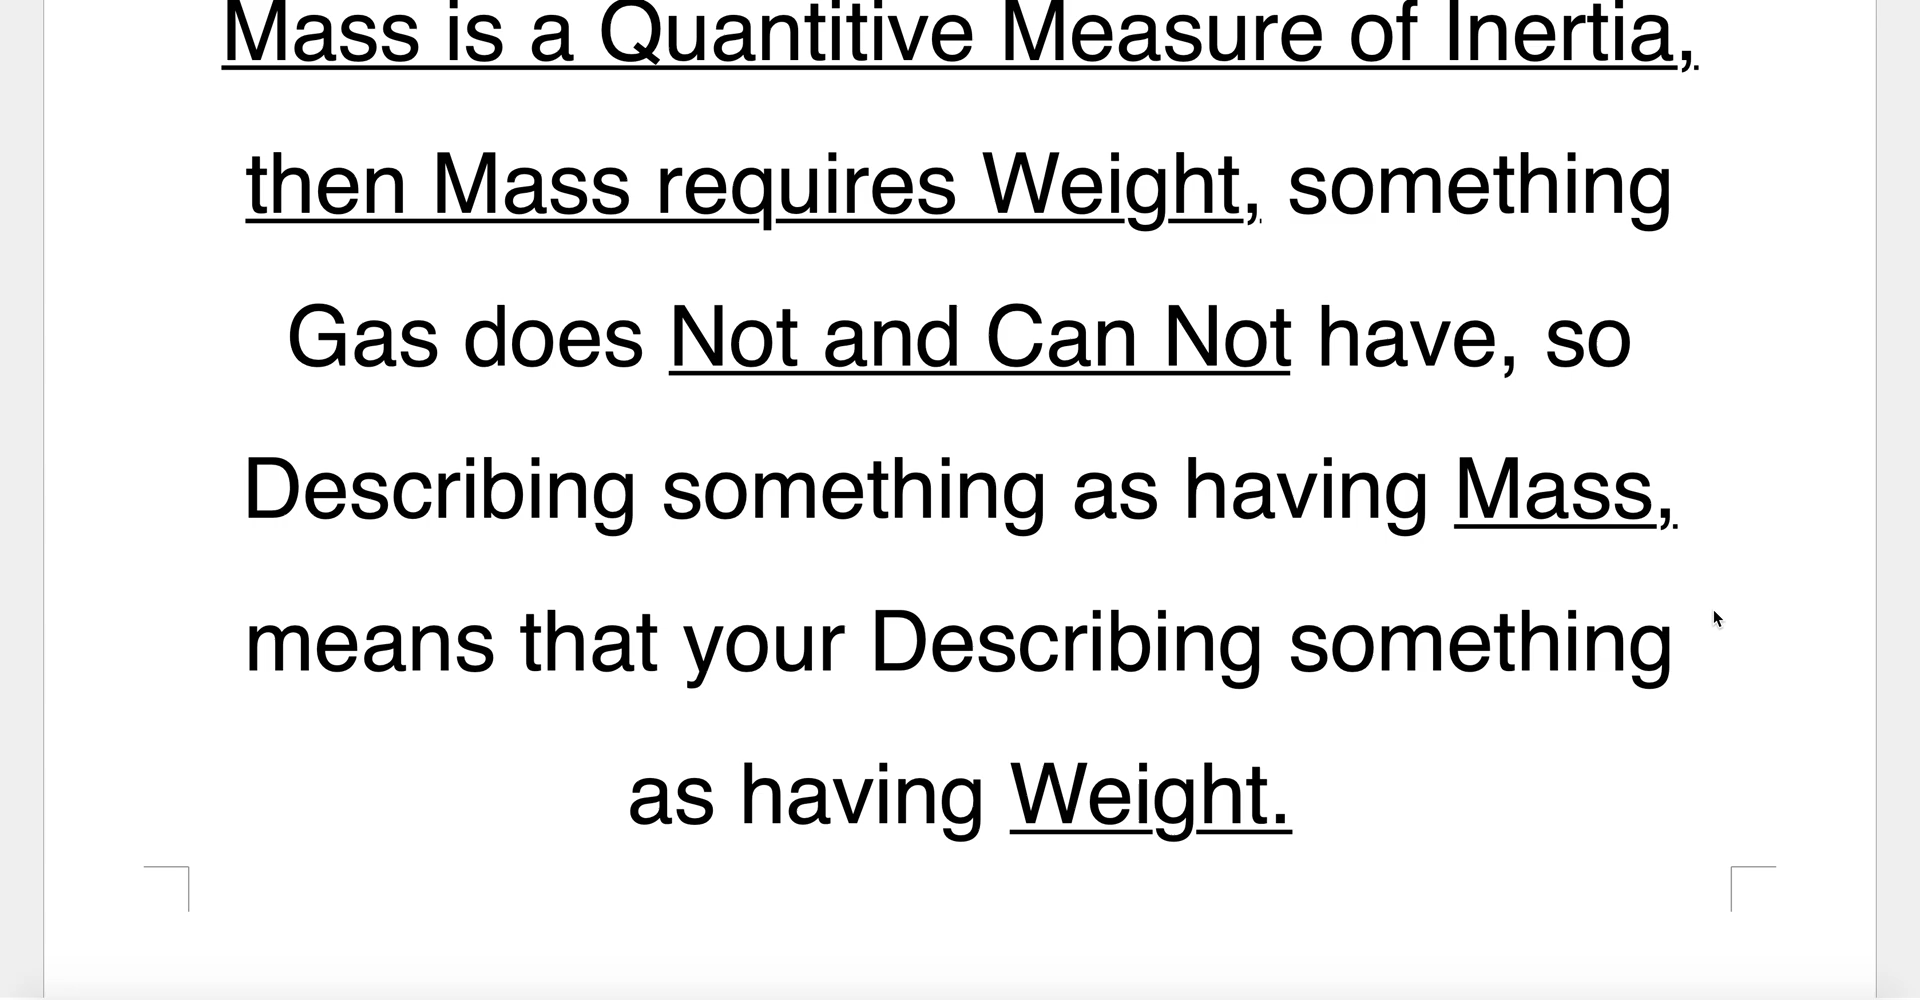 Mass is a Quantitive Measure of Inertia,
then Mass requires Weight, something
Gas does Not and Can Not have, so
Describing something as having Mass,
means that your Describing something
as having Weight.